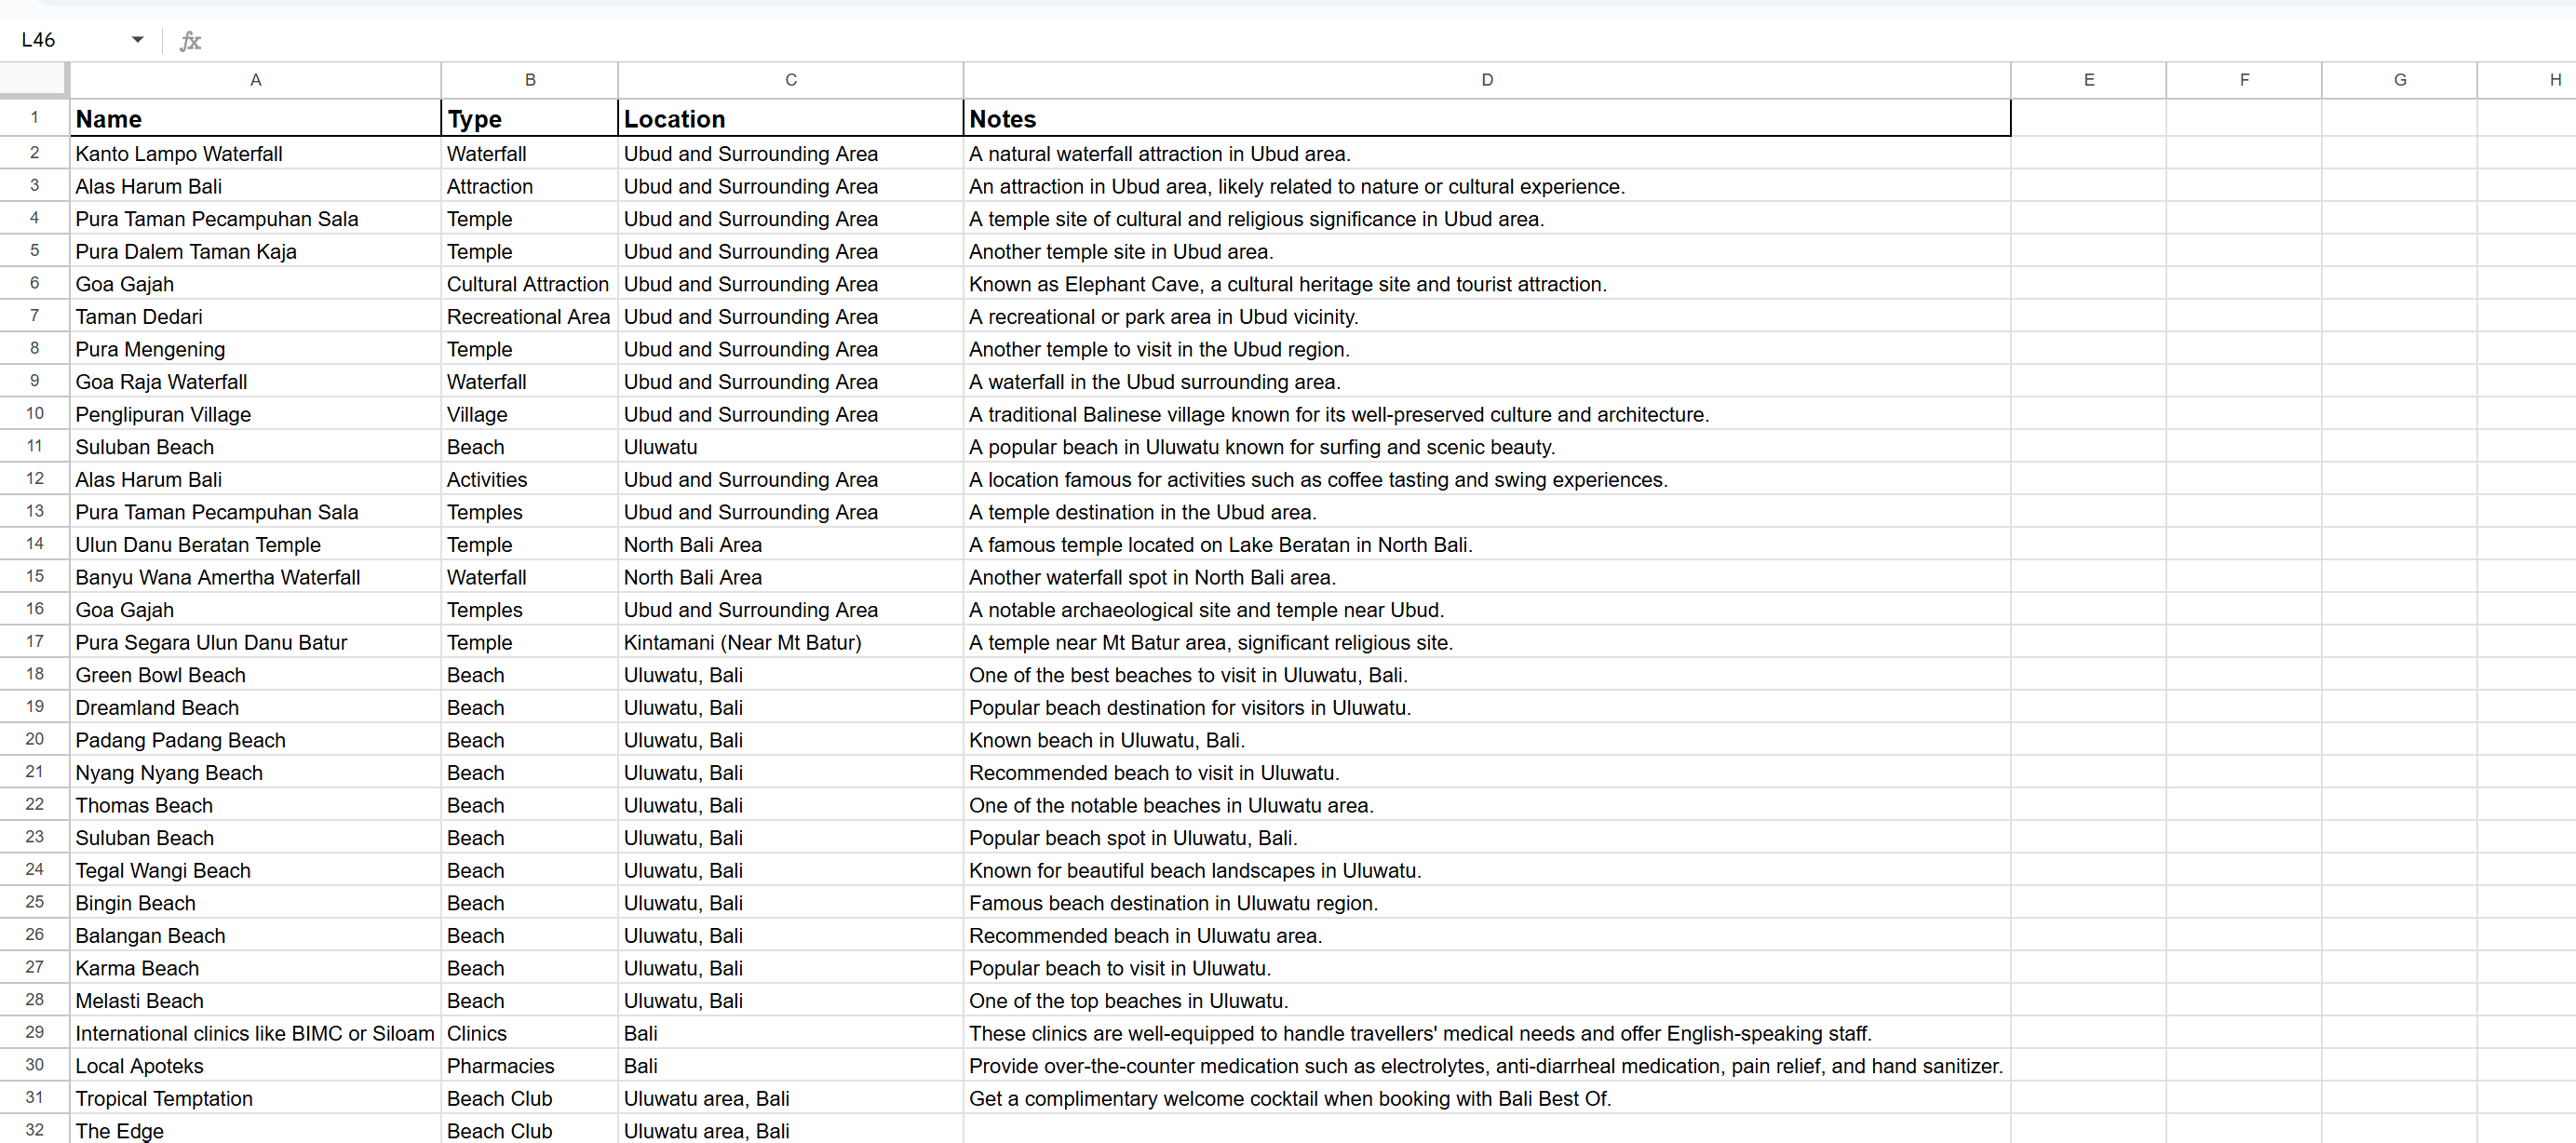 L46 fx
A B C D E F G H
1 Name Type Location Notes
2 Kanto Lampo Waterfall Waterfall Ubud and Surrounding Area A natural waterfall attraction in Ubud area.
3 Alas Harum Bali Attraction Ubud and Surrounding Area An attraction in Ubud area, likely related to nature or cultural experience.
4 Pura Taman Pecampuhan Sala Temple Ubud and Surrounding Area A temple site of cultural and religious significance in Ubud area.
5 Pura Dalem Taman Kaja Temple Ubud and Surrounding Area Another temple site in Ubud area.
6 Goa Gajah Cultural Attraction Ubud and Surrounding Area Known as Elephant Cave, a cultural heritage site and tourist attraction.
7 Taman Dedari Recreational Area Ubud and Surrounding Area A recreational or park area in Ubud vicinity.
8 Pura Mengening Temple Ubud and Surrounding Area Another temple to visit in the Ubud region.
9 Goa Raja Waterfall Waterfall Ubud and Surrounding Area A waterfall in the Ubud surrounding area.
10 Penglipuran Village Village Ubud and Surrounding Area A traditional Balinese village known for its well-preserved culture and architecture.
11 Suluban Beach Beach Uluwatu A popular beach in Uluwatu known for surfing and scenic beauty.
12 Alas Harum Bali Activities Ubud and Surrounding Area A location famous for activities such as coffee tasting and swing experiences.
13 Pura Taman Pecampuhan Sala Temples Ubud and Surrounding Area A temple destination in the Ubud area.
14 Ulun Danu Beratan Temple Temple North Bali Area A famous temple located on Lake Beratan in North Bali.
15 Banyu Wana Amertha Waterfall Waterfall North Bali Area Another waterfall spot in North Bali area.
16 Goa Gajah Temples Ubud and Surrounding Area A notable archaeological site and temple near Ubud.
17 Pura Segara Ulun Danu Batur Temple Kintamani (Near Mt Batur) A temple near Mt Batur area, significant religious site.
18 Green Bowl Beach Beach Uluwatu, Bali One of the best beaches to visit in Uluwatu, Bali.
19 Dreamland Beach Beach Uluwatu, Bali Popular beach destination for visitors in Uluwatu.
20 Padang Padang Beach Beach Uluwatu, Bali Known beach in Uluwatu, Bali.
21 Nyang Nyang Beach Beach Uluwatu, Bali Recommended beach to visit in Uluwatu.
22 Thomas Beach Beach Uluwatu, Bali One of the notable beaches in Uluwatu area.
23 Suluban Beach Beach Uluwatu, Bali Popular beach spot in Uluwatu, Bali.
24 Tegal Wangi Beach Beach Uluwatu, Bali Known for beautiful beach landscapes in Uluwatu.
25 Bingin Beach Beach Uluwatu, Bali Famous beach destination in Uluwatu region.
26 Balangan Beach Beach Uluwatu, Bali Recommended beach in Uluwatu area.
27 Karma Beach Beach Uluwatu, Bali Popular beach to visit in Uluwatu.
28 Melasti Beach Beach Uluwatu, Bali One of the top beaches in Uluwatu.
29 International clinics like BIMC or Siloam Clinics Bali These clinics are well-equipped to handle travellers' medical needs and offer English-speaking staff.
30 Local Apoteks Pharmacies Bali Provide over-the-counter medication such as electrolytes, anti-diarrheal medication, pain relief, and hand sanitizer.
31 Tropical Temptation Beach Club Uluwatu area, Bali Get a complimentary welcome cocktail when booking with Bali Best Of.
32 The Edge Beach Club Uluwatu area, Bali